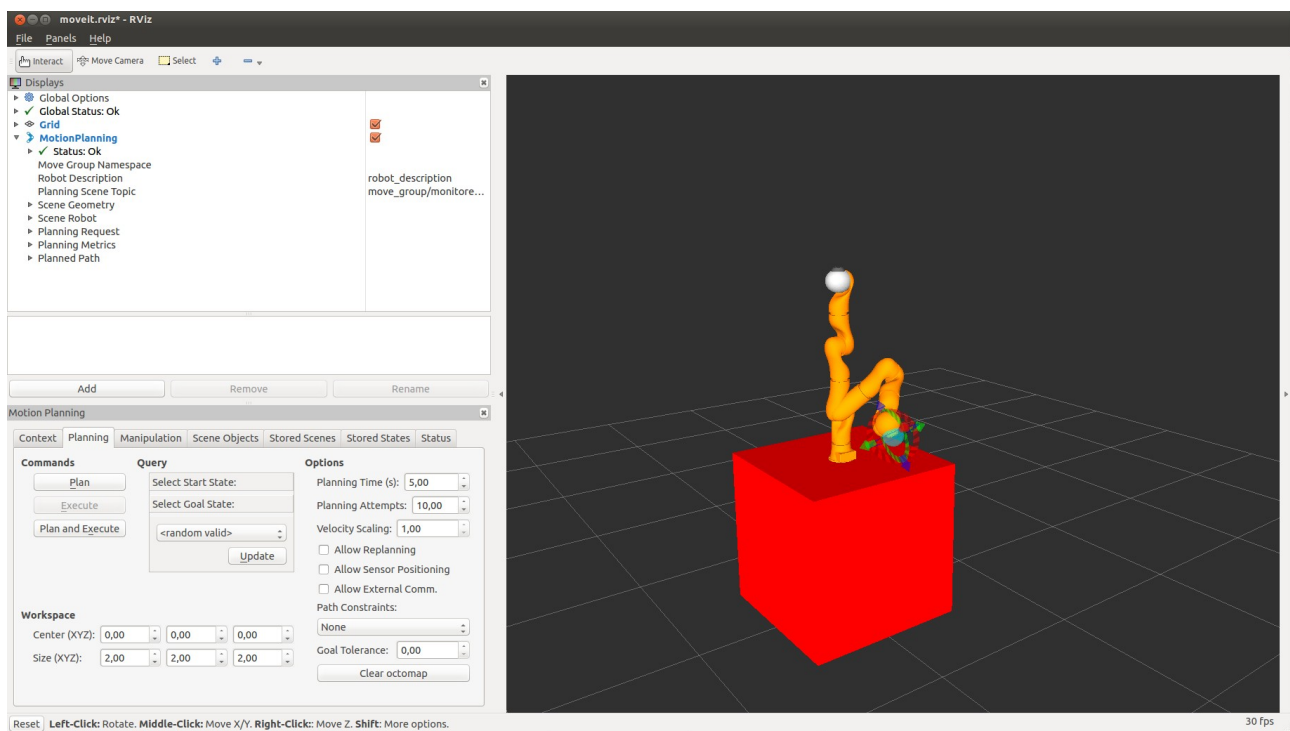 moveit.rviz* - RViz
File Panels Help
Interact Move Camera Select
Displays
Global Options
Global Status: Ok
Grid
MotionPlanning
Status: Ok
Move Group Namespace
Robot Description robot_description
Planning Scene Topic move_group/monitore...
Scene Geometry
Scene Robot
Planning Request
Planning Metrics
Planned Path
Add Remove Rename
Motion Planning
Context Planning Manipulation Scene Objects Stored Scenes Stored States Status
Commands Query Options
Plan Select Start State: Planning Time (s): 5,00
Execute Select Goal State: Planning Attempts: 10,00
Plan and Execute <random valid> Velocity Scaling: 1,00
Update Allow Replanning
Allow Sensor Positioning
Allow External Comm.
Workspace Path Constraints:
Center (XYZ): 0,00 0,00 0,00 None
Size (XYZ): 2,00 2,00 2,00 Goal Tolerance: 0,00
Clear octomap
Reset Left-Click: Rotate. Middle-Click: Move X/Y. Right-Click:: Move Z. Shift: More options. 30 fps